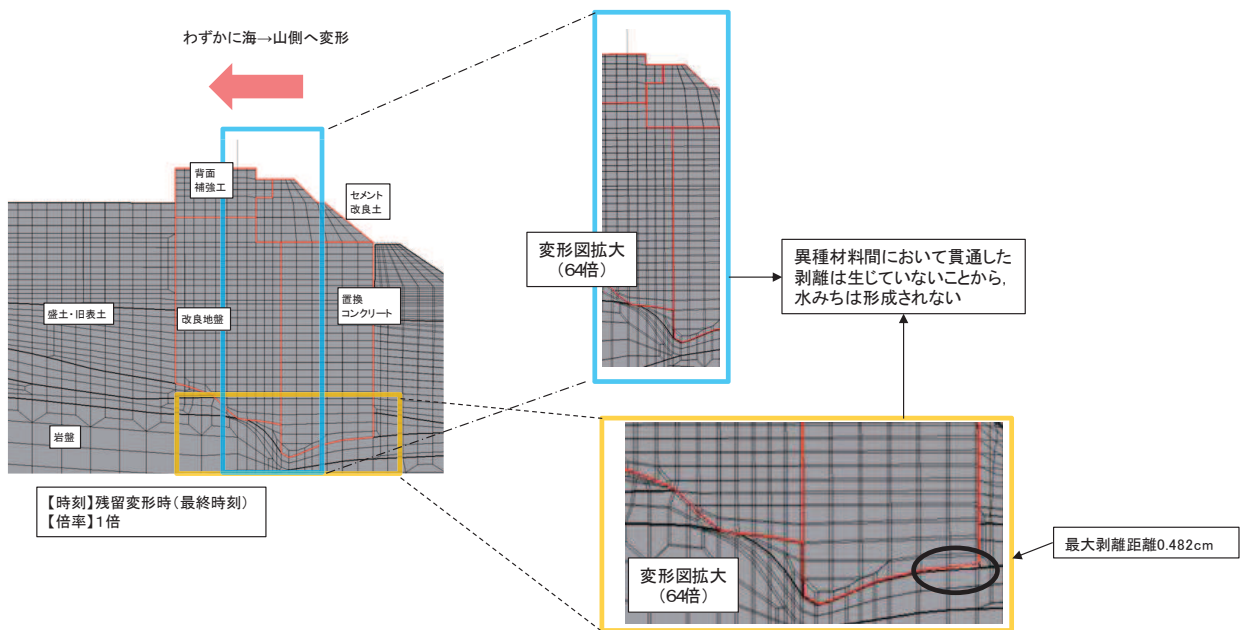 わずかに海→山側へ変形
背面
補強工
セメント
改良土
盛土・旧表土
改良地盤
置換
コンクリート
岩盤
【時刻】残留変形時(最終時刻)
【倍率】1倍
変形図拡大
(64倍)
異種材料間において貫通した
剥離は生じていないことから,
水みちは形成されない
変形図拡大
(64倍)
最大剥離距離0.482cm